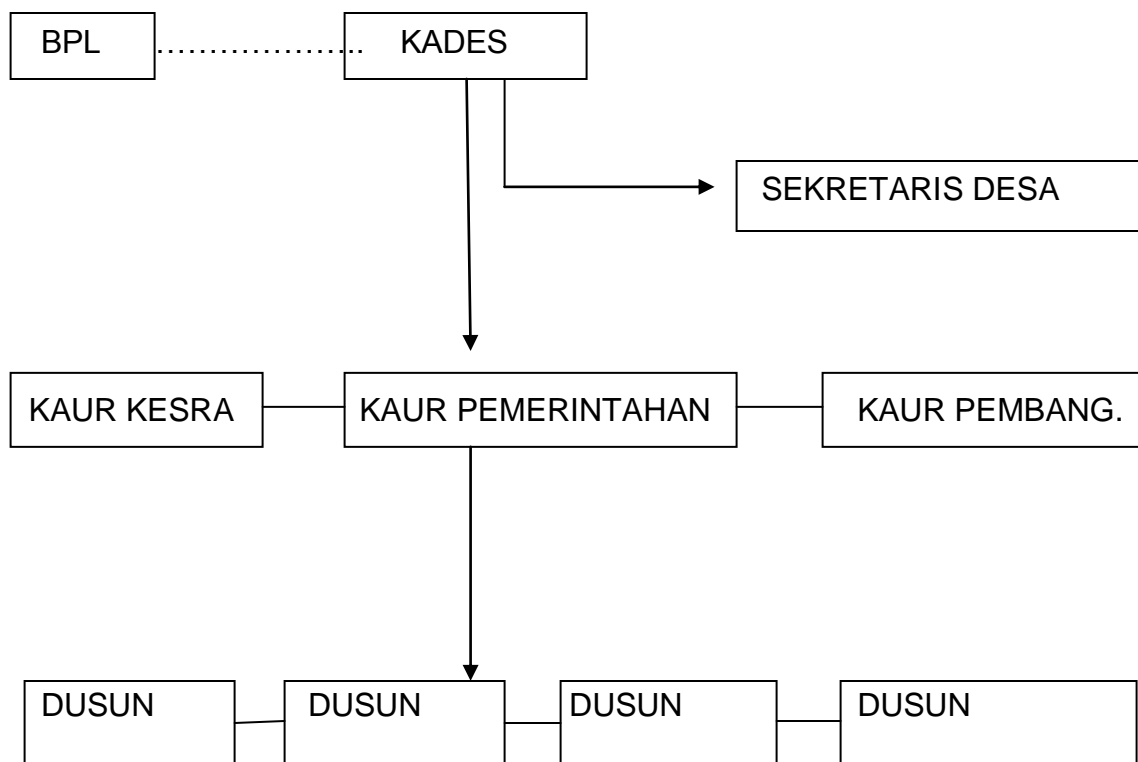 BPL ................... KADES
SEKRETARIS DESA
KAUR KESRA
KAUR PEMERINTAHAN
KAUR PEMBANG.
DUSUN
DUSUN
DUSUN
DUSUN